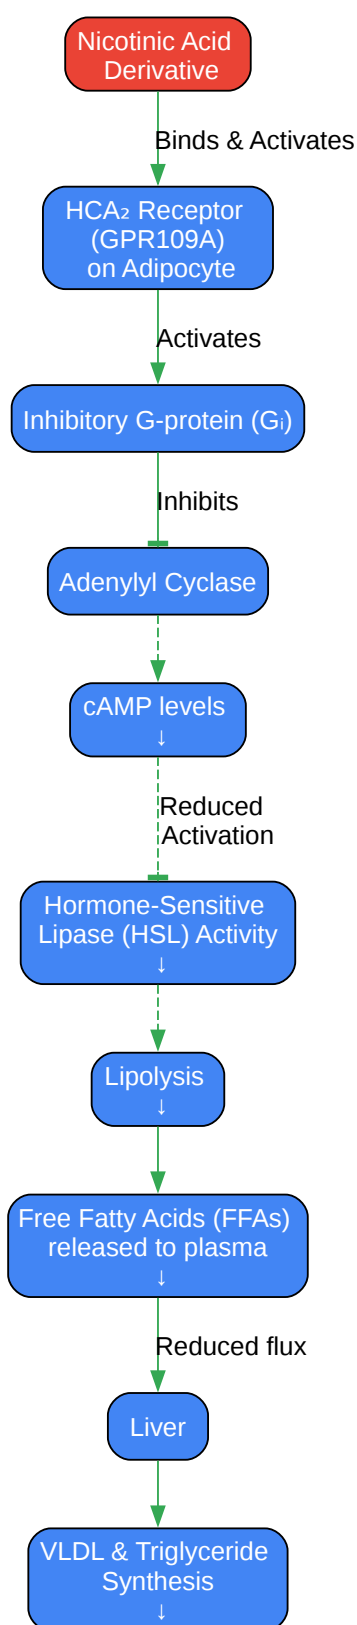 Nicotinic Acid
Derivative
Binds & Activates
HCA₂ Receptor
(GPR109A)
on Adipocyte
Activates
Inhibitory G-protein (Gᵢ)
Inhibits
Adenylyl Cyclase
cAMP levels
↓
Reduced
Activation
Hormone-Sensitive
Lipase (HSL) Activity
↓
Lipolysis
↓
Free Fatty Acids (FFAs)
released to plasma
↓
Reduced flux
Liver
VLDL & Triglyceride
Synthesis
↓